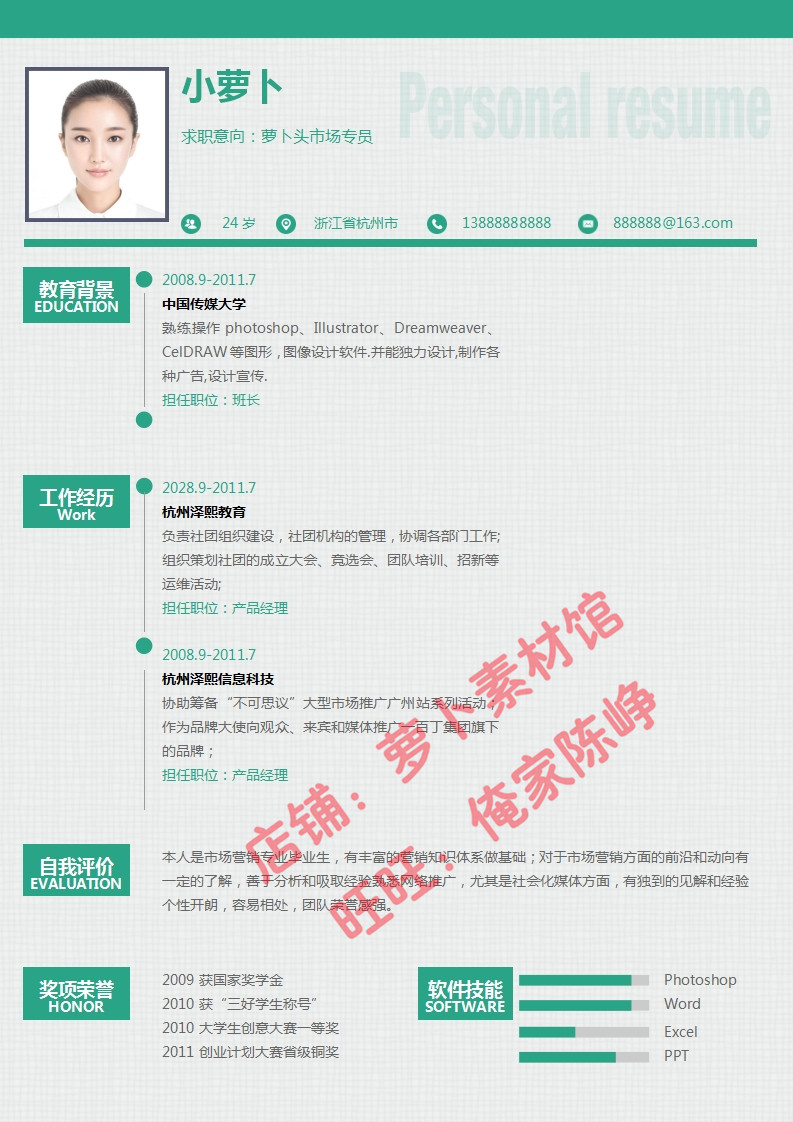 小萝卜
Personal resume
求职意向：萝卜头市场专员
24 岁
浙江省杭州市
13888888888
888888@163.com
教育背景
EDUCATION
2008.9-2011.7
中国传媒大学
熟练操作 photoshop、Illustrator、Dreamweaver、
CelDRAW 等图形，图像设计软件.并能独力设计,制作各
种广告,设计宣传.
担任职位：班长
工作经历
Work
2028.9-2011.7
杭州泽熙教育
负责社团组织建设，社团机构的管理，协调各部门工作;
组织策划社团的成立大会、竞选会、团队培训、招新等
运维活动;
担任职位：产品经理
2008.9-2011.7
杭州泽熙信息科技
协助筹备“不可思议”大型市场推广广州站系列活动；
作为品牌大使向观众、来宾和媒体推广一百丁集团旗下
的品牌；
担任职位：产品经理
店铺：萝卜素材馆
旺旺：俺家陈峥
自我评价
EVALUATION
本人是市场营销专业毕业生，有丰富的营销知识体系做基础；对于市场营销方面的前沿和动向有
一定的了解，善于分析和吸取经验熟悉网络推广，尤其是社会化媒体方面，有独到的见解和经验
个性开朗，容易相处，团队荣誉感强。
奖项荣誉
HONOR
2009 获国家奖学金
2010 获“三好学生称号”
2010 大学生创意大赛一等奖
2011 创业计划大赛省级铜奖
软件技能
SOFTWARE
Photoshop
Word
Excel
PPT